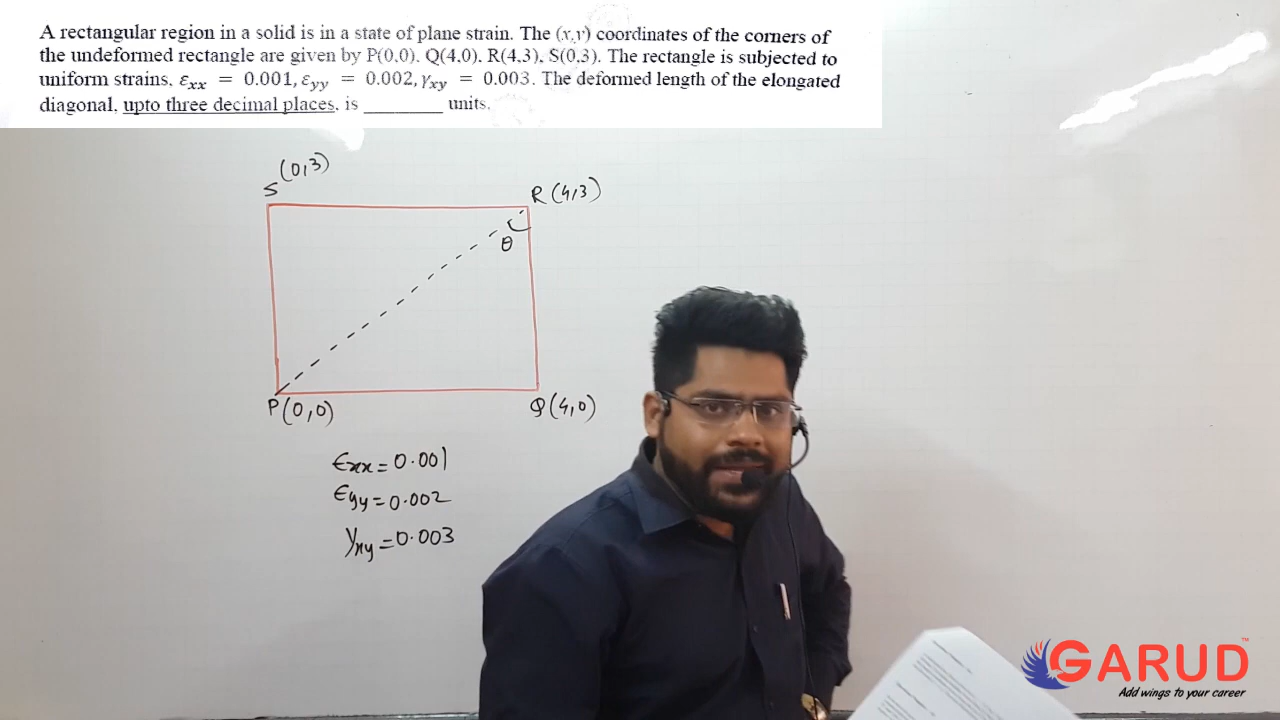 A rectangular region in a solid is in a state of plane strain. The (x,y) coordinates of the corners of
the undeformed rectangle are given by P(0,0), Q(4,0), R(4,3), S(0,3). The rectangle is subjected to
uniform strains, εxx = 0.001, εyy = 0.002, γxy = 0.003. The deformed length of the elongated
diagonal, upto three decimal places, is ________ units.
S (0,3)
R (4,3)
θ
P(0,0)
Q(4,0)
εxx = 0.001
εyy = 0.002
γxy = 0.003
GARUD™
Add wings to your career